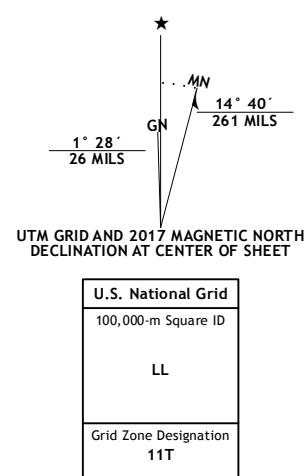 ★
MN
GN
14° 40´
261 MILS
1° 28´
26 MILS
UTM GRID AND 2017 MAGNETIC NORTH
DECLINATION AT CENTER OF SHEET
U.S. National Grid
100,000-m Square ID
LL
Grid Zone Designation
11T